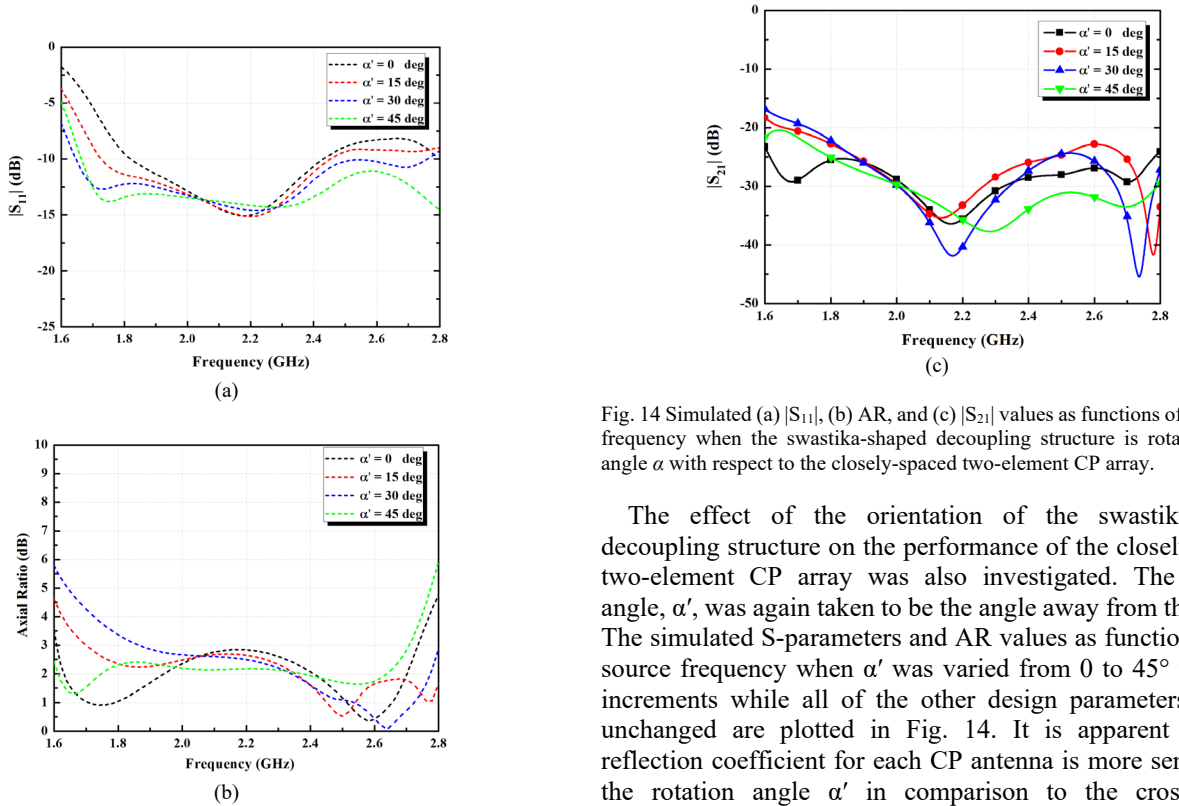 0
-5
-10
-15
-20
-25
|S11| (dB)
1.6 1.8 2.0 2.2 2.4 2.6 2.8
Frequency (GHz)
α' = 0 deg
α' = 15 deg
α' = 30 deg
α' = 45 deg
(a)
10
9
8
7
6
5
4
3
2
1
0
Axial Ratio (dB)
1.6 1.8 2.0 2.2 2.4 2.6 2.8
Frequency (GHz)
α' = 0 deg
α' = 15 deg
α' = 30 deg
α' = 45 deg
(b)
0
-10
-20
-30
-40
-50
|S21| (dB)
1.6 1.8 2.0 2.2 2.4 2.6 2.8
Frequency (GHz)
α' = 0 deg
α' = 15 deg
α' = 30 deg
α' = 45 deg
(c)
Fig. 14 Simulated (a) |S11|, (b) AR, and (c) |S21| values as functions of
frequency when the swastika-shaped decoupling structure is rota
angle α with respect to the closely-spaced two-element CP array.
The effect of the orientation of the swastik
decoupling structure on the performance of the closel
two-element CP array was also investigated. The
angle, α′, was again taken to be the angle away from th
The simulated S-parameters and AR values as functio
source frequency when α′ was varied from 0 to 45°
increments while all of the other design parameters
unchanged are plotted in Fig. 14. It is apparent
reflection coefficient for each CP antenna is more sen
the rotation angle α′ in comparison to the cros